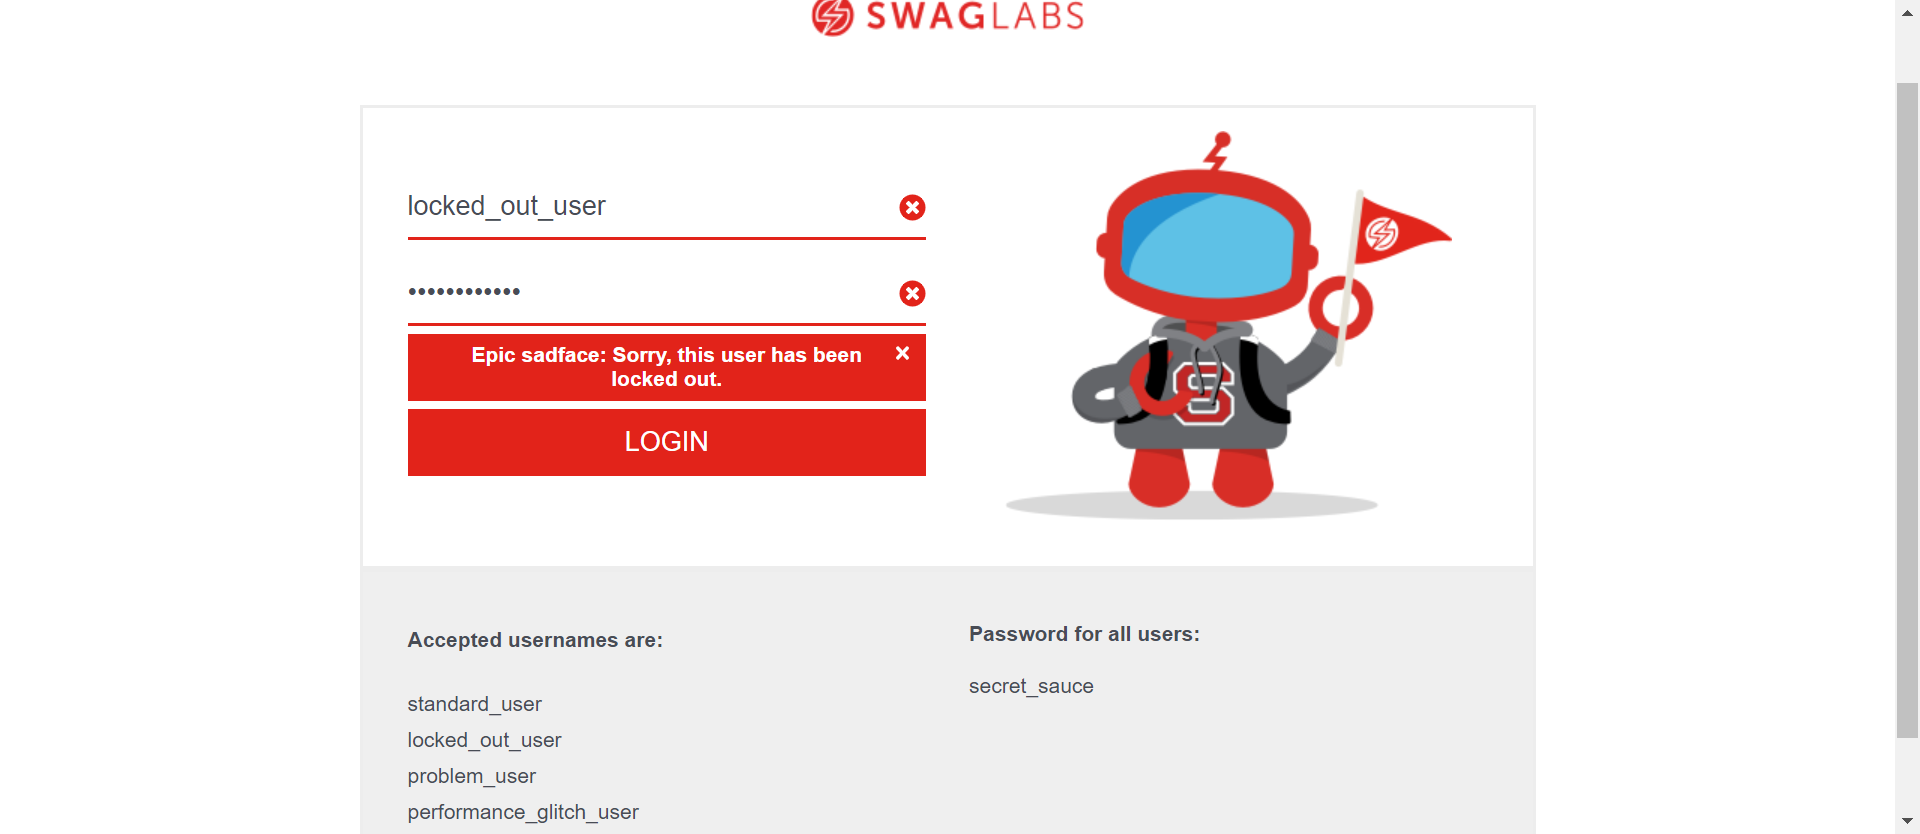 SWAGLABS
locked_out_user
••••••••••••
Epic sadface: Sorry, this user has been
locked out.
LOGIN
S
Accepted usernames are:
standard_user
locked_out_user
problem_user
performance_glitch_user
Password for all users:
secret_sauce